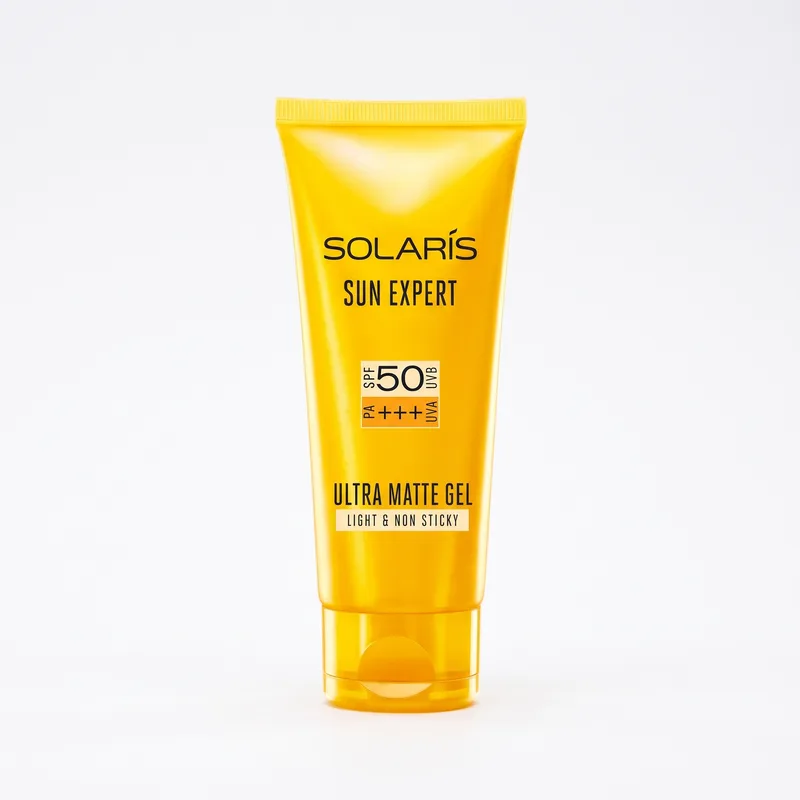 SOLARÍS
SUN EXPERT
SPF 50 UVB
PA +++ UVA
ULTRA MATTE GEL
LIGHT & NON STICKY